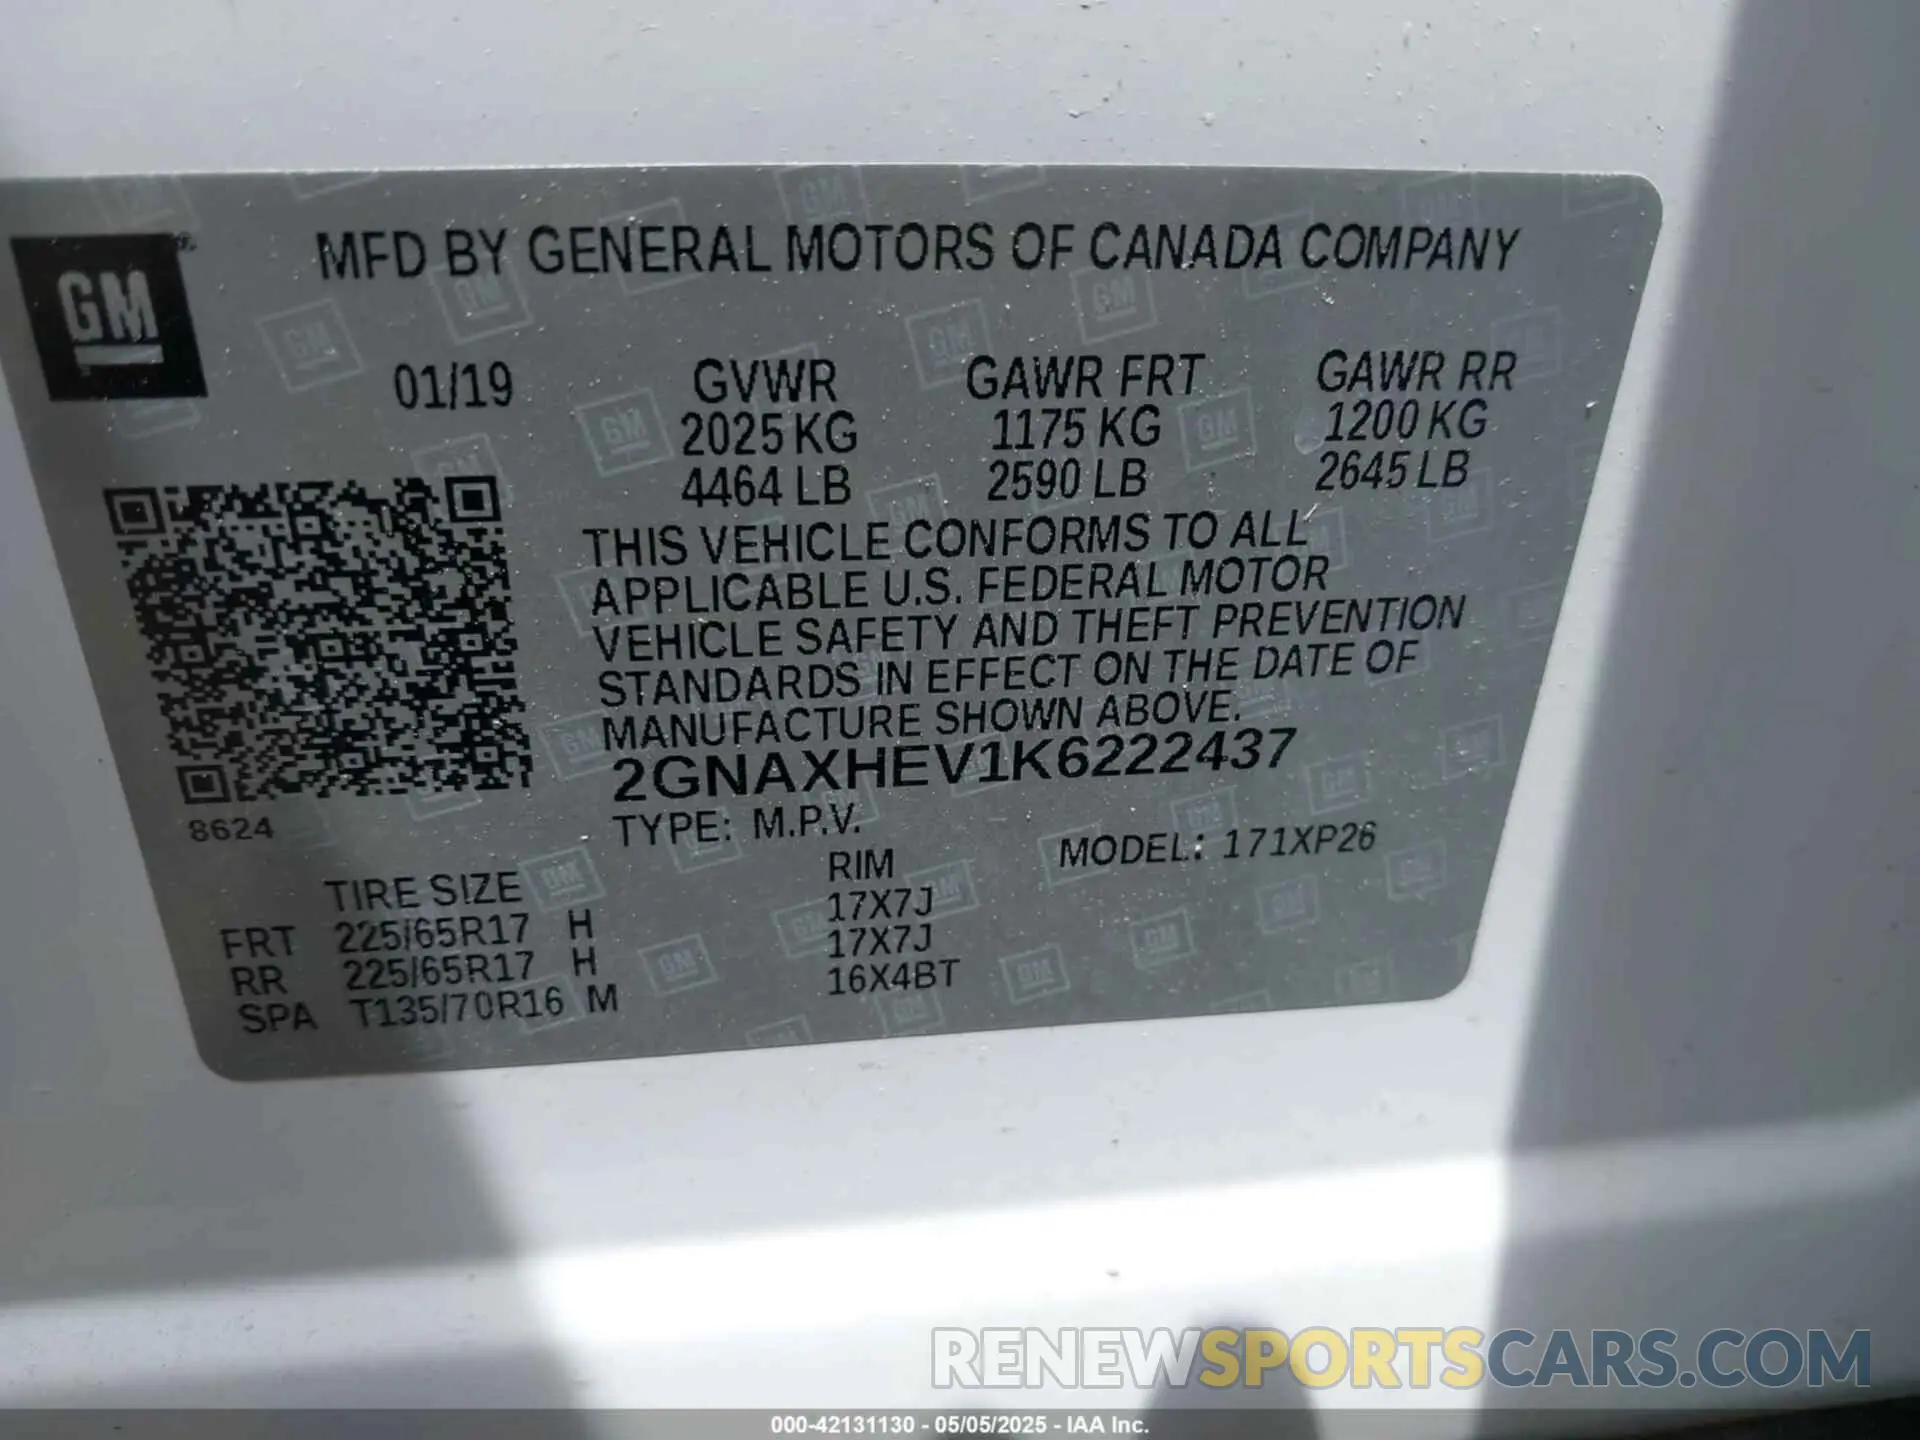 GM
MFD BY GENERAL MOTORS OF CANADA COMPANY
01/19 GVWR GAWR FRT GAWR RR
2025 KG 1175 KG 1200 KG
4464 LB 2590 LB 2645 LB
THIS VEHICLE CONFORMS TO ALL
APPLICABLE U.S. FEDERAL MOTOR
VEHICLE SAFETY AND THEFT PREVENTION
STANDARDS IN EFFECT ON THE DATE OF
MANUFACTURE SHOWN ABOVE.
2GNAXHEV1K6222437
8624
TYPE: M.P.V. MODEL: 171XP26
TIRE SIZE RIM
FRT 225/65R17 H 17X7J
RR 225/65R17 H 17X7J
SPA T135/70R16 M 16X4BT
RENEWSPORTSCARS.COM
000-42131130 - 05/05/2025 - IAA Inc.